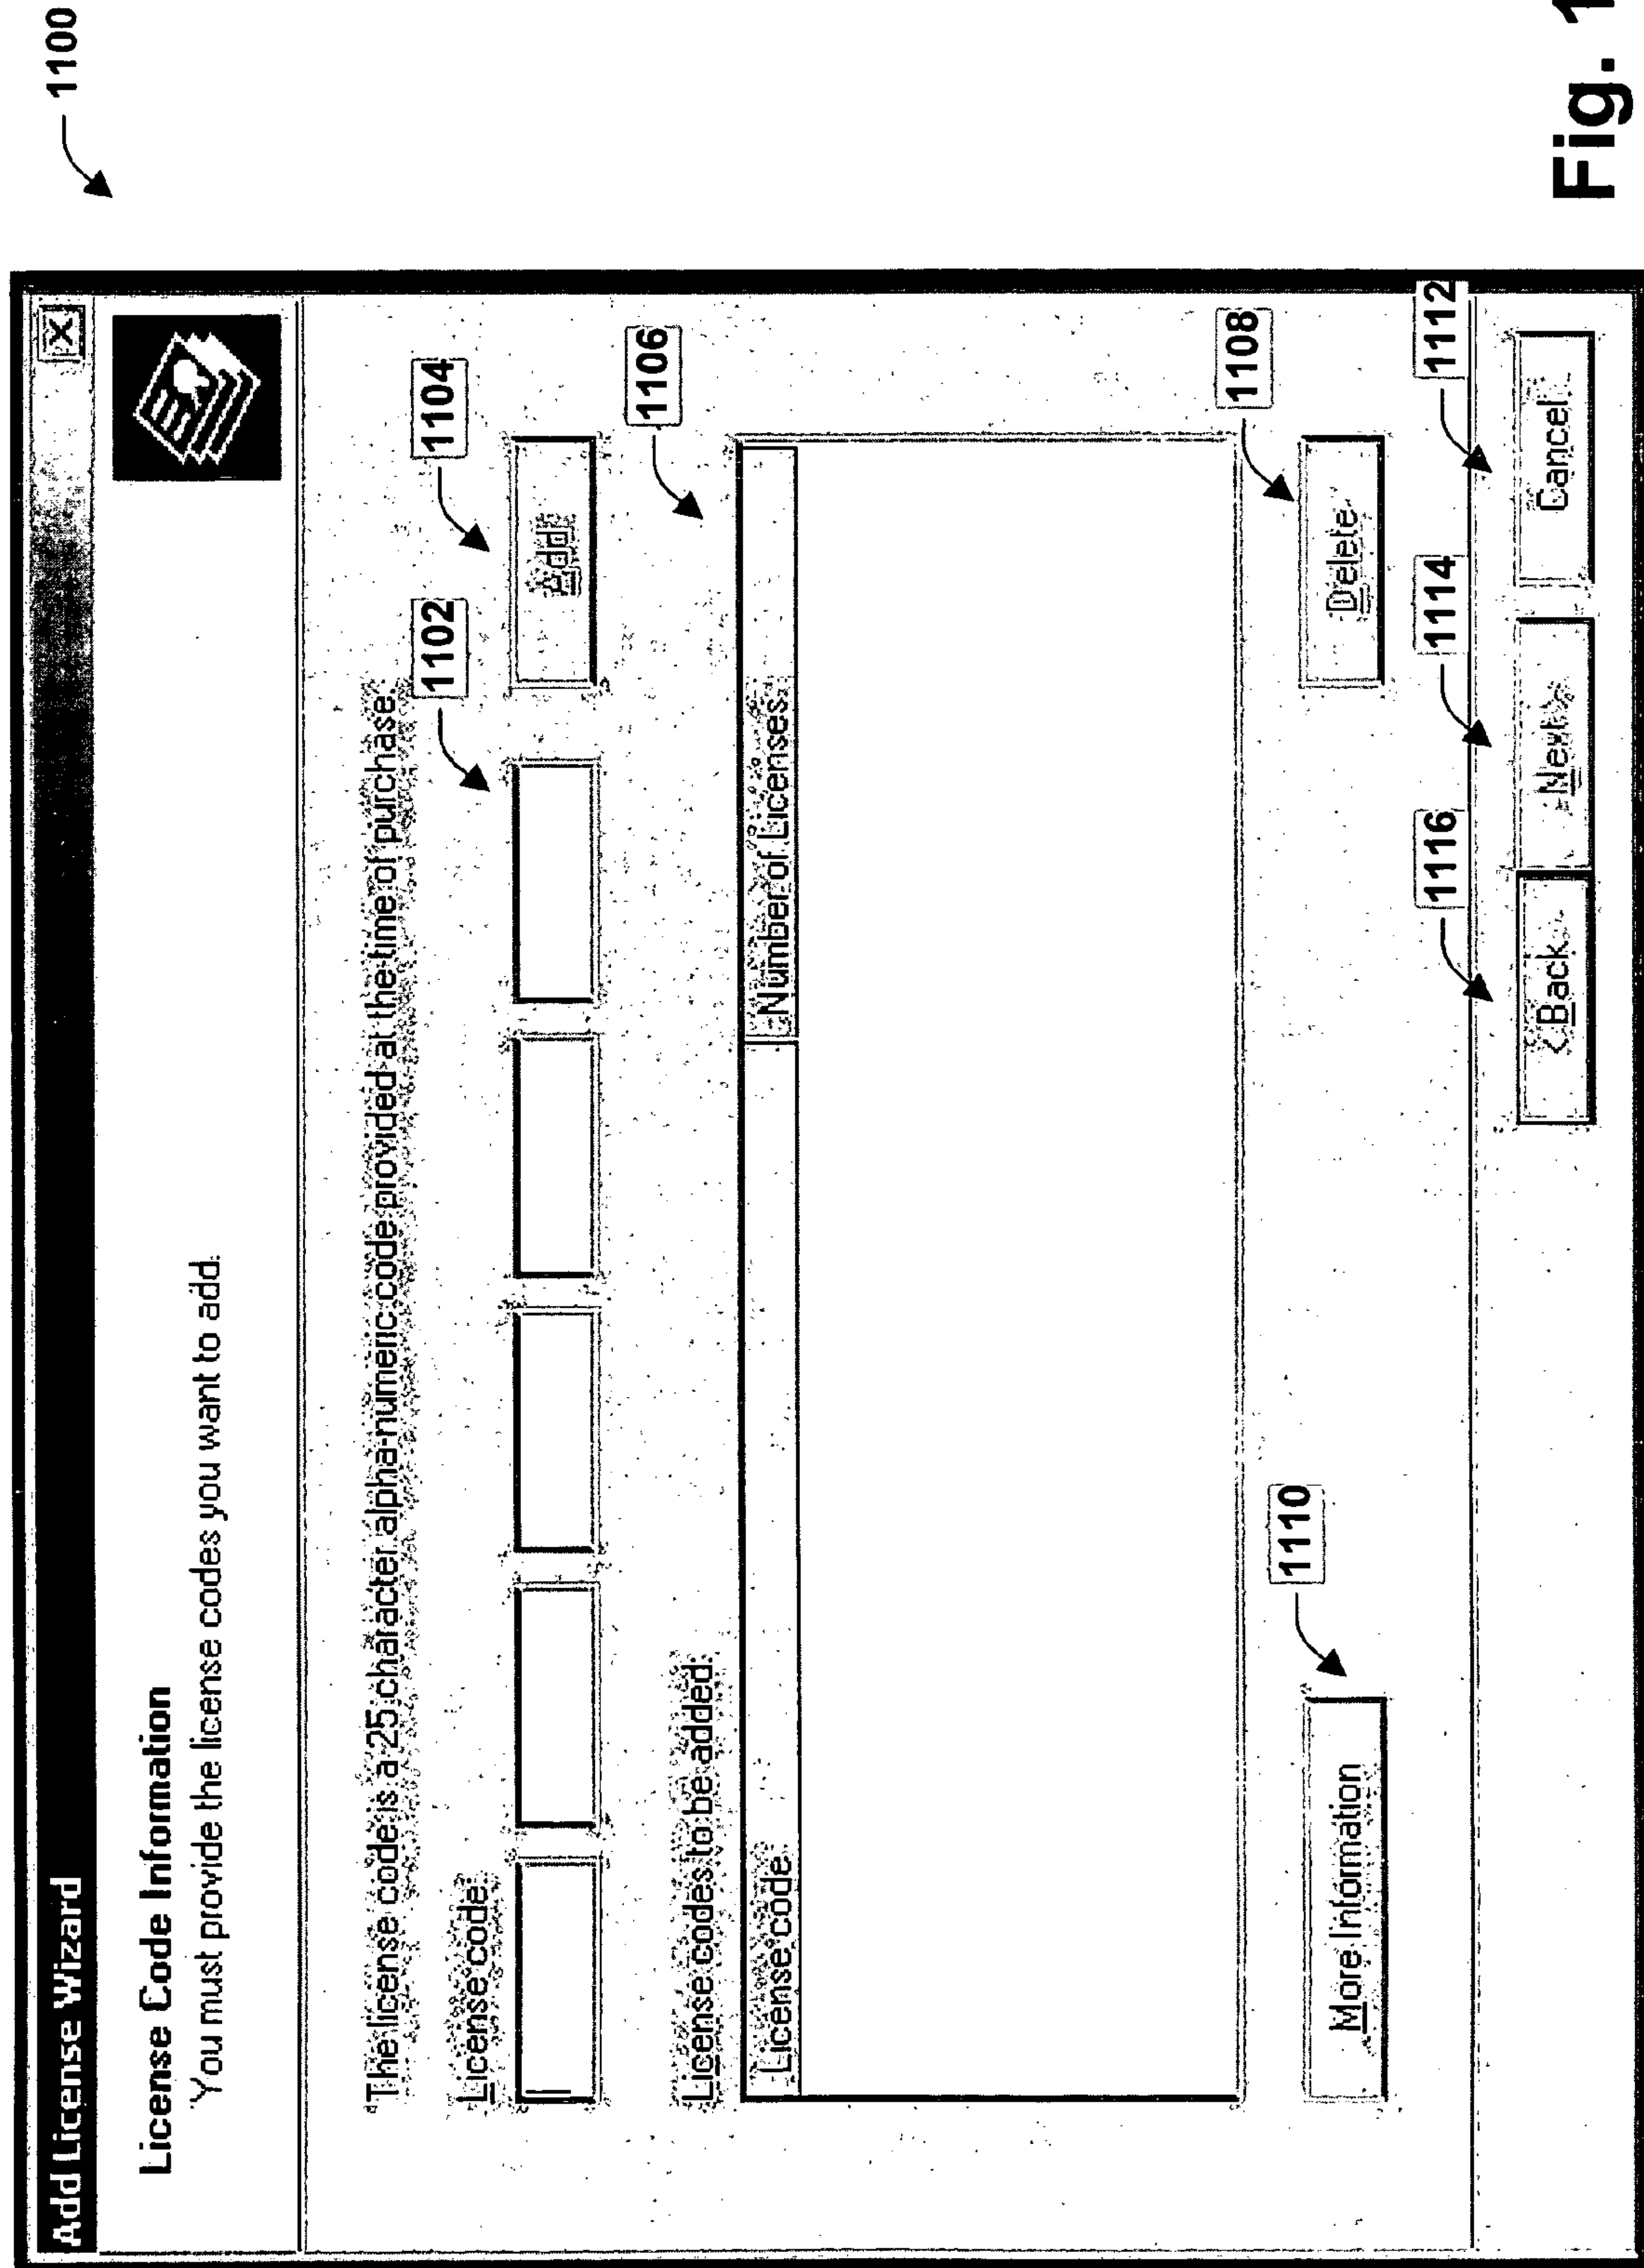 1100
Add License Wizard
X
License Code Information
You must provide the license codes you want to add.
The license code is a 25 character alpha-numeric code provided at the time of purchase.
License code:
1102
1104
Add
License codes to be added:
1106
License code
Number of Licenses
1110
More Information
1108
Delete
1116
1114
1112
< Back
Next >
Cancel
Fig. 1